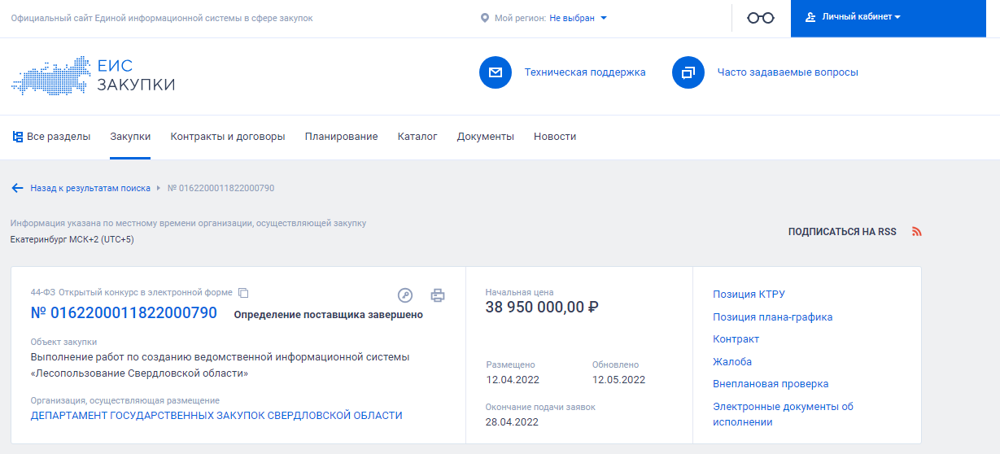 Официальный сайт Единой информационной системы в сфере закупок
Мой регион: Не выбран
Личный кабинет
ЕИС
ЗАКУПКИ
Техническая поддержка
Часто задаваемые вопросы
Все разделы
Закупки
Контракты и договоры
Планирование
Каталог
Документы
Новости
Назад к результатам поиска
№ 0162200011822000790
Информация указана по местному времени организации, осуществляющей закупку
Екатеринбург МСК+2 (UTC+5)
ПОДПИСАТЬСЯ НА RSS
44-ФЗ Открытый конкурс в электронной форме
№ 0162200011822000790
Определение поставщика завершено
Объект закупки
Выполнение работ по созданию ведомственной информационной системы
«Лесопользование Свердловской области»
Организация, осуществляющая размещение
ДЕПАРТАМЕНТ ГОСУДАРСТВЕННЫХ ЗАКУПОК СВЕРДЛОВСКОЙ ОБЛАСТИ
Начальная цена
38 950 000,00 ₽
Размещено
Обновлено
12.04.2022
12.05.2022
Окончание подачи заявок
28.04.2022
Позиция КТРУ
Позиция плана-графика
Контракт
Жалоба
Внеплановая проверка
Электронные документы об
исполнении